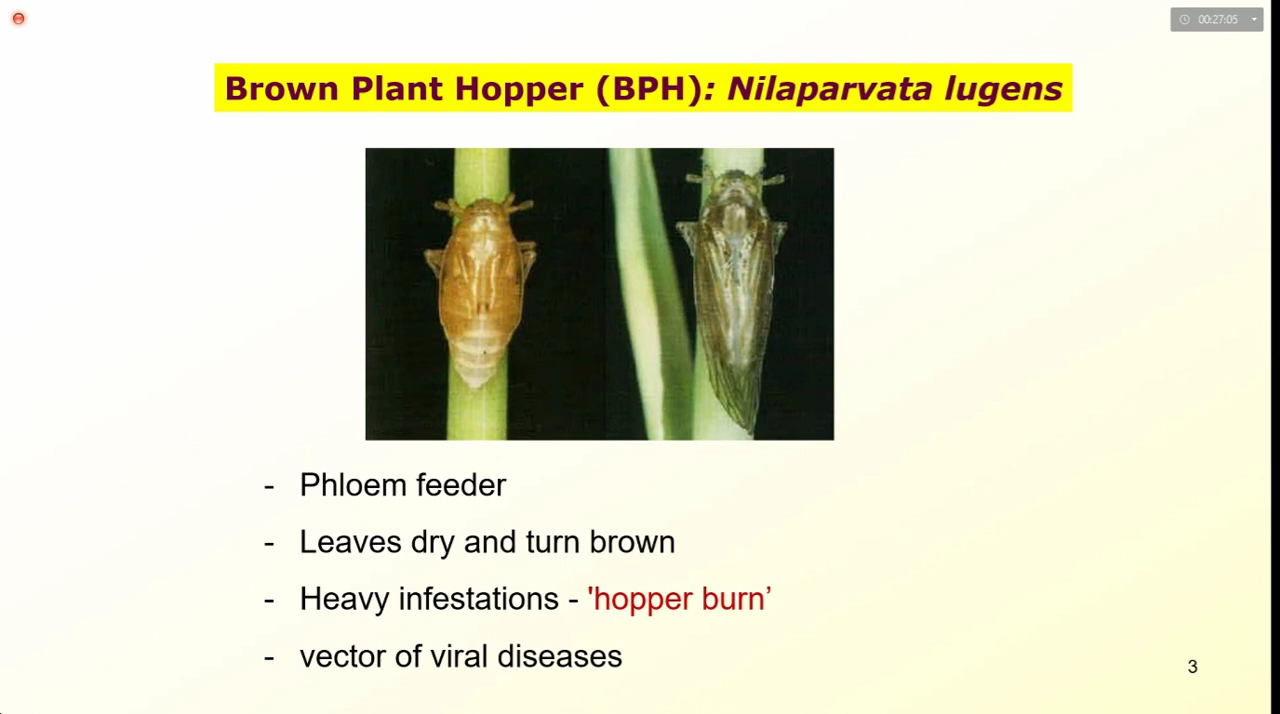 00:27:05
Brown Plant Hopper (BPH): Nilaparvata lugens
- Phloem feeder
- Leaves dry and turn brown
- Heavy infestations - 'hopper burn’
- vector of viral diseases
3